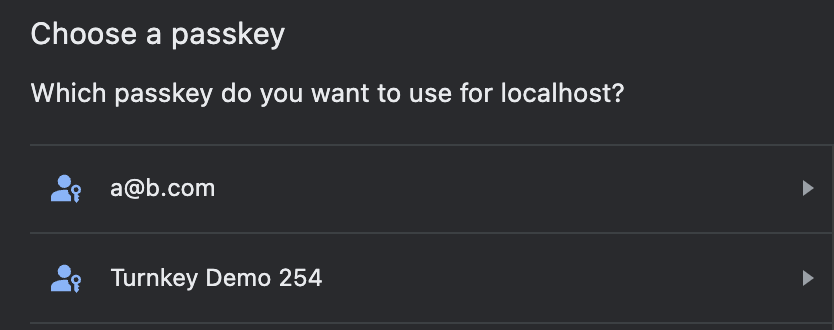 Choose a passkey
Which passkey do you want to use for localhost?
a@b.com
Turnkey Demo 254